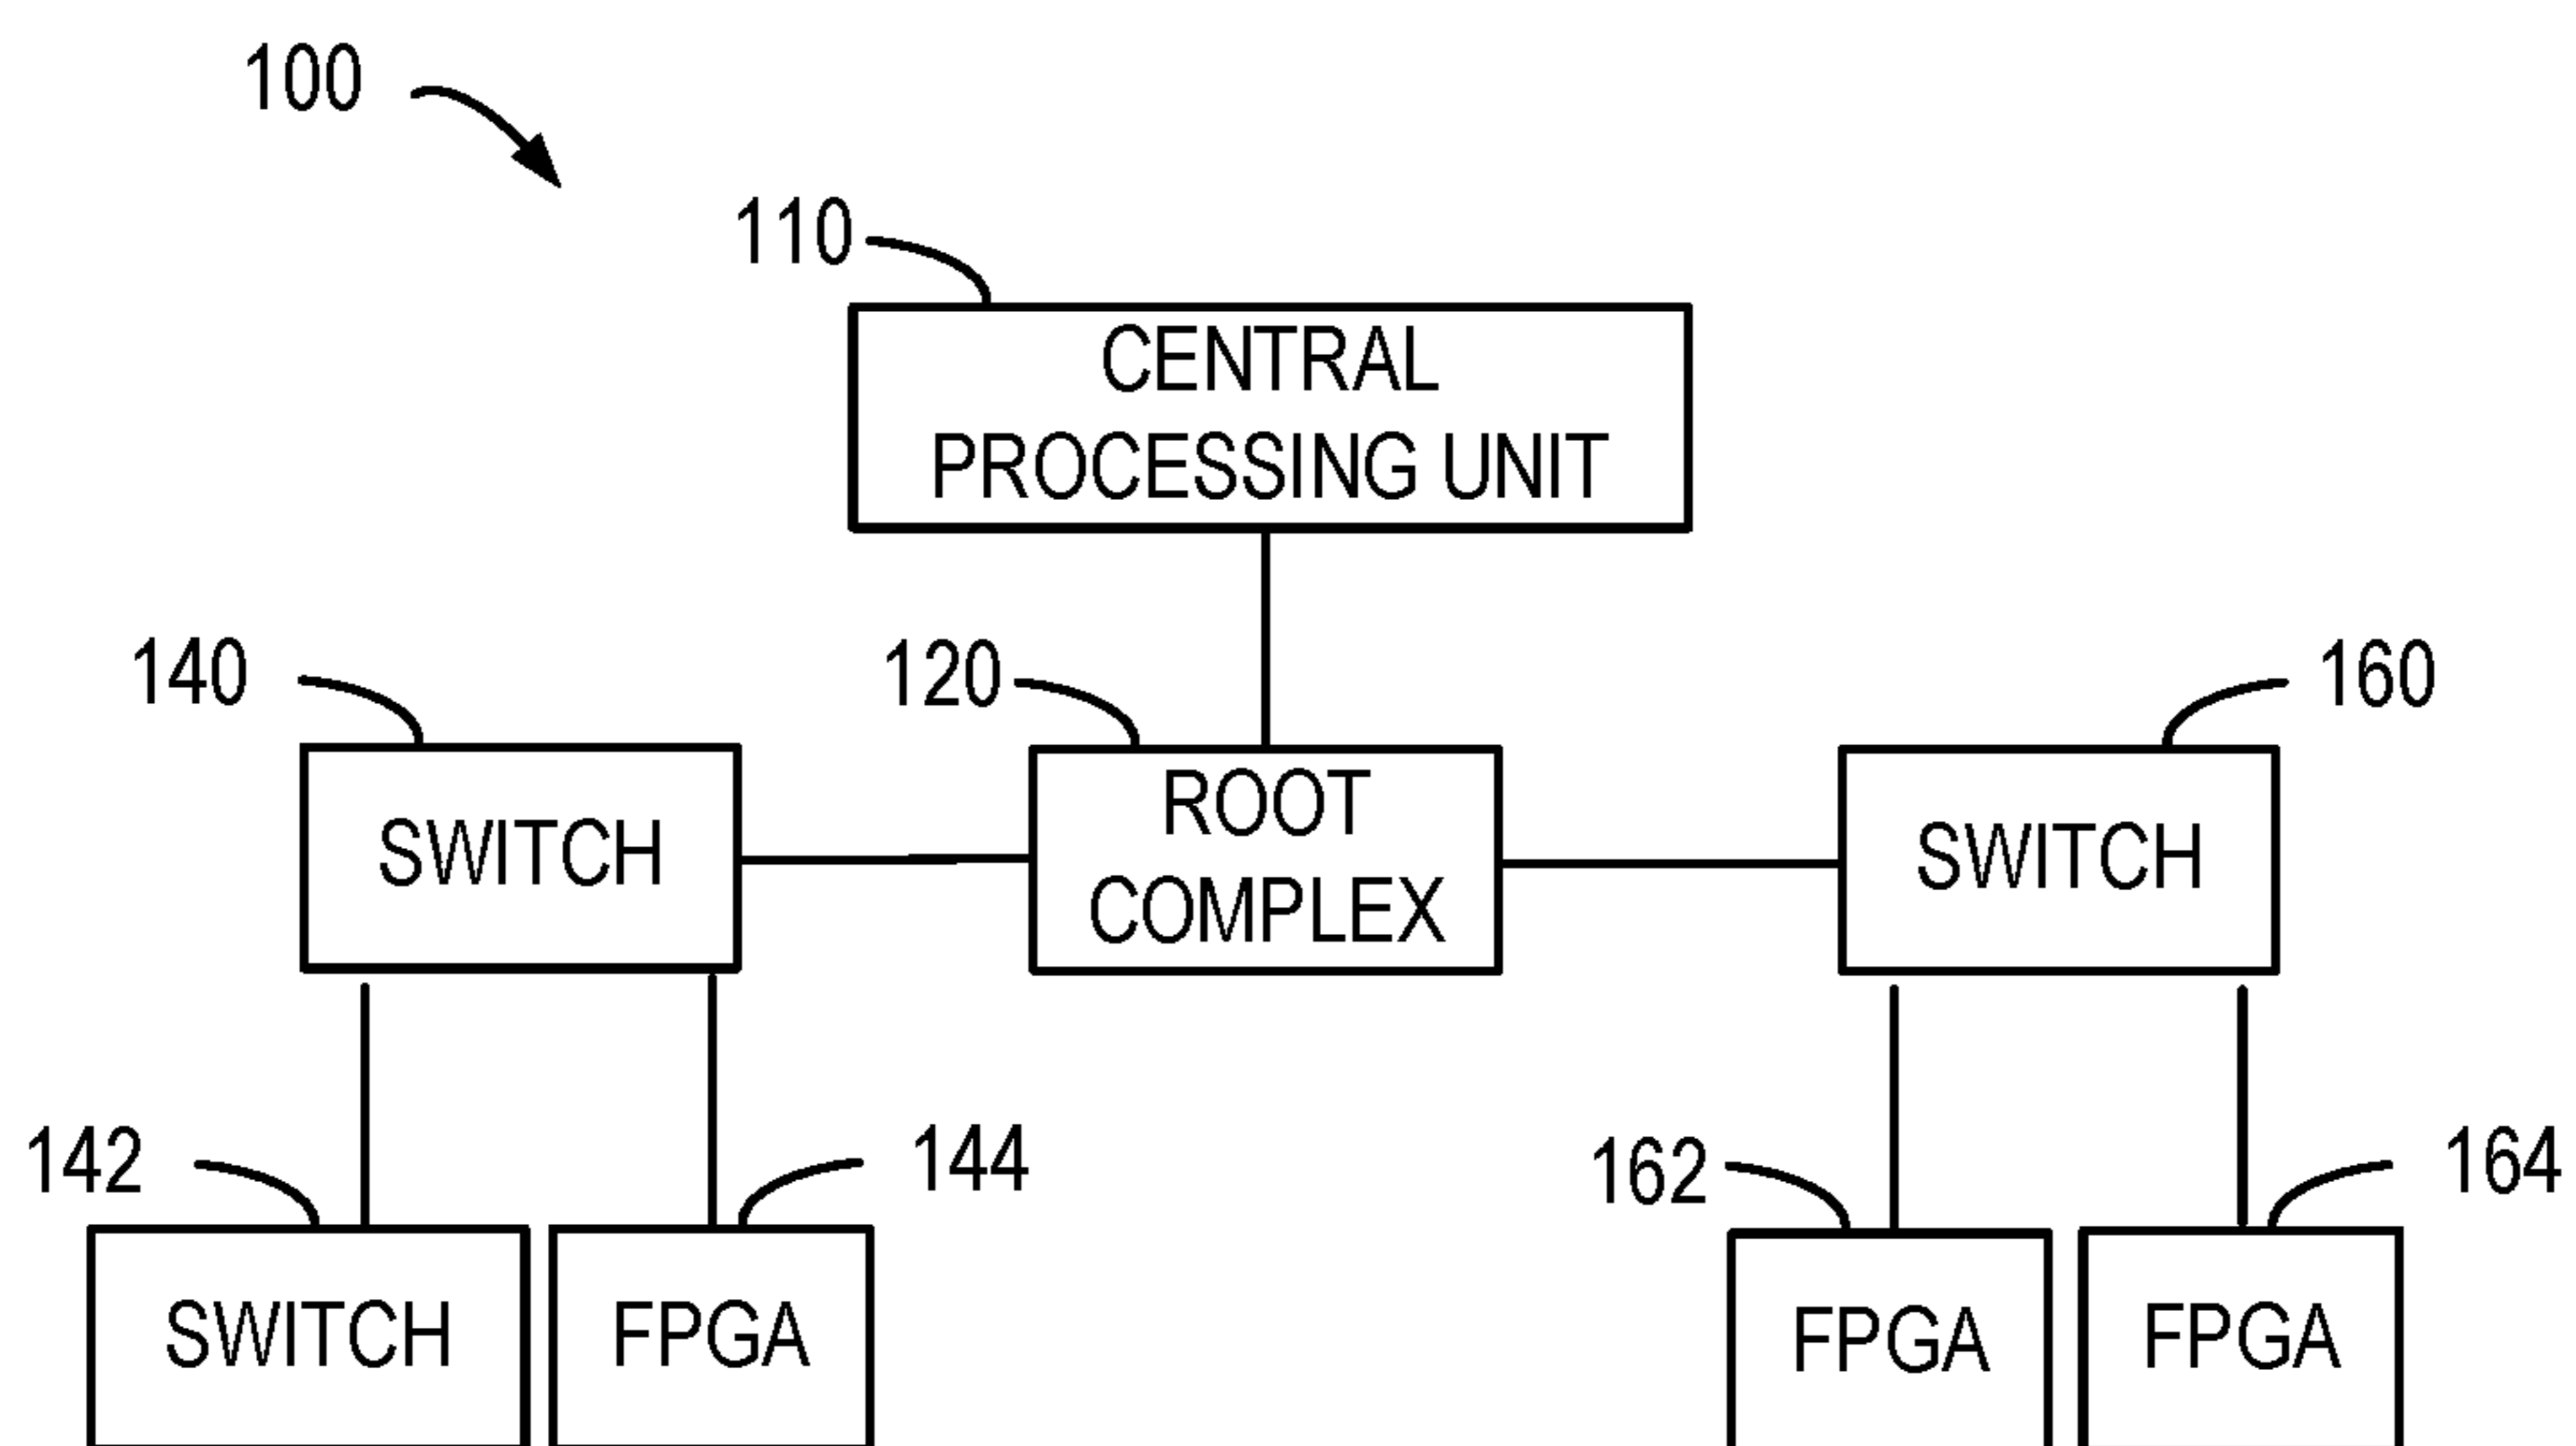 100
110
CENTRAL
PROCESSING UNIT
140
120
160
SWITCH
ROOT
COMPLEX
SWITCH
142
144
162
164
SWITCH
FPGA
FPGA
FPGA